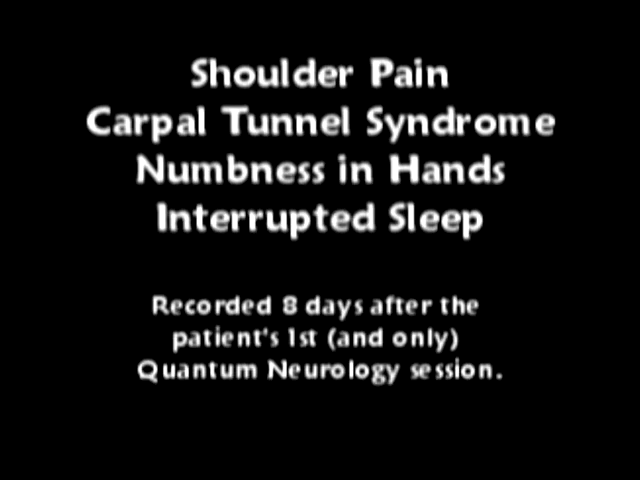 Shoulder Pain
Carpal Tunnel Syndrome
Numbness in Hands
Interrupted Sleep
Recorded 8 days after the
patient's 1st (and only)
Quantum Neurology session.